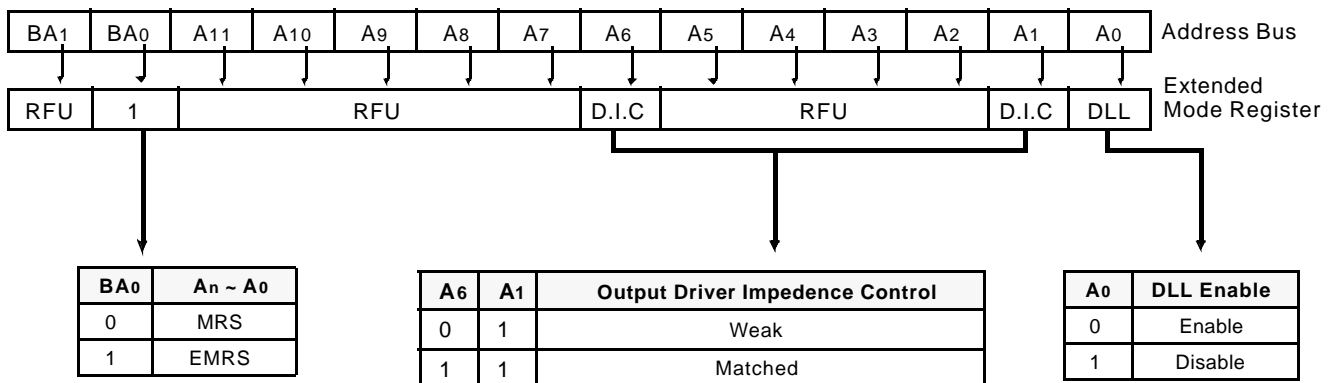 BA1 BA0 A11 A10 A9 A8 A7 A6 A5 A4 A3 A2 A1 A0 Address Bus
RFU 1 RFU D.I.C RFU D.I.C DLL Extended
Mode Register
BA0 An ~ A0
0 MRS
1 EMRS
A6 A1 Output Driver Impedence Control
0 1 Weak
1 1 Matched
A0 DLL Enable
0 Enable
1 Disable